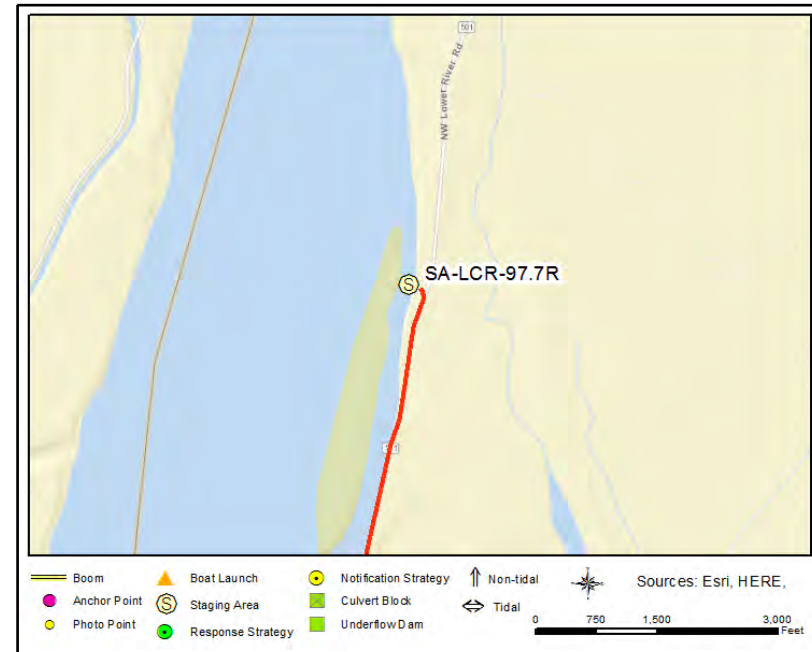 501
NW Lower River Rd
S SA-LCR-97.7R
Boom
Boat Launch
Notification Strategy
Non-tidal
Sources: Esri, HERE,
Anchor Point
S Staging Area
Culvert Block
Tidal
Photo Point
Response Strategy
Underflow Dam
0 750 1,500 3,000
Feet